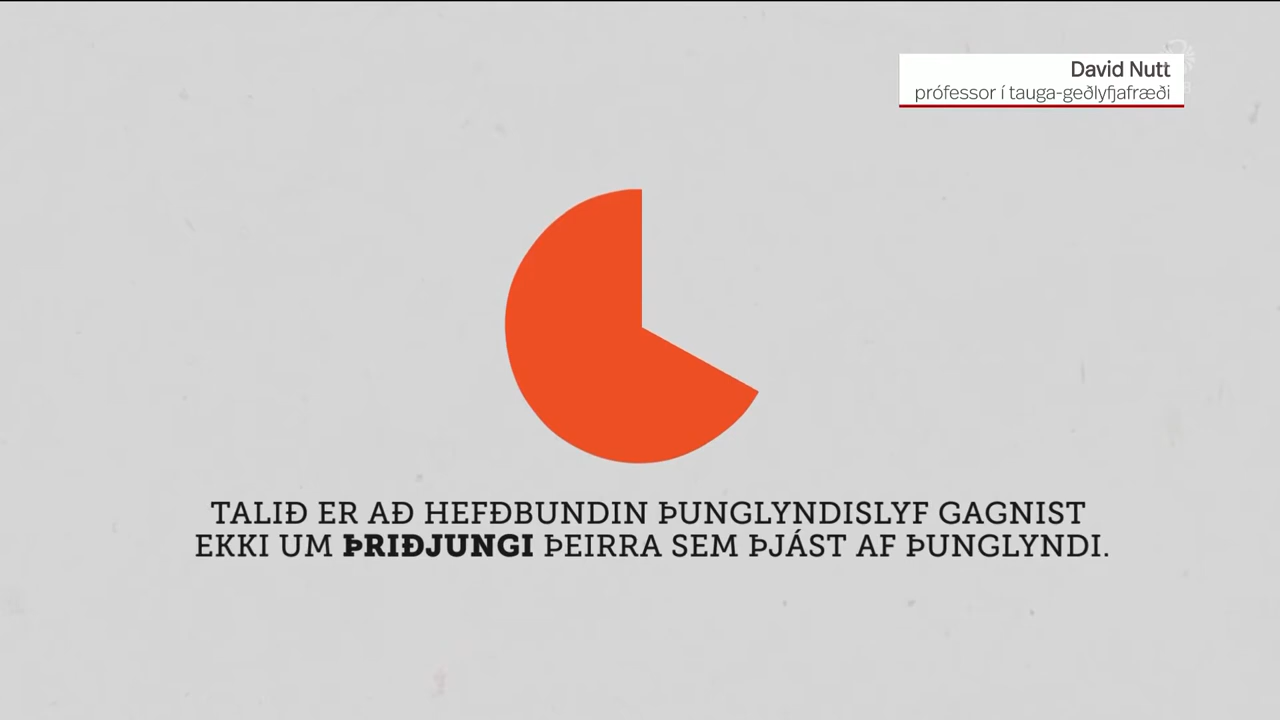 David Nutt
prófessor í tauga-geðlyfjafræði
TALIÐ ER AÐ HEFÐBUNDIN ÞUNGLYNDISLYF GAGNIST
EKKI UM ÞRIÐJUNGI ÞEIRRA SEM ÞJÁST AF ÞUNGLYNDI.